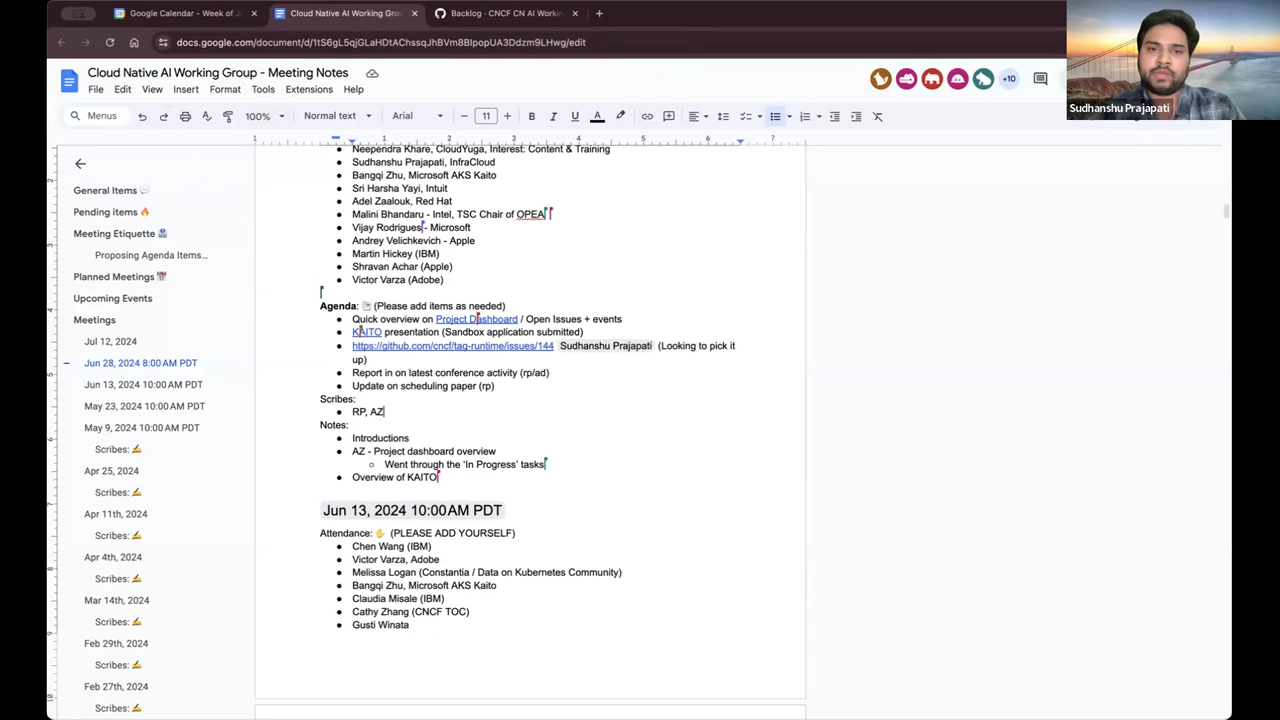 Google Calendar - Week of J
Cloud Native AI Working Grou
Backlog - CNCF CN AI Workin
docs.google.com/document/d/1tS6gL5qjGLaHDtAChssqJhBVm8BlpopUA3Ddzm9LHwg/edit
Cloud Native AI Working Group - Meeting Notes
File Edit View Insert Format Tools Extensions Help
+10
Sudhanshu Prajapati
Menus 100% Normal text Arial 11
1 1 2 3 4 5 6 7
General Items 💬
Pending items 🔥
Meeting Etiquette
Proposing Agenda Items...
Planned Meetings 📅
Upcoming Events
Meetings
Jul 12, 2024
Jun 28, 2024 8:00 AM PDT
Jun 13, 2024 10:00 AM PDT
May 23, 2024 10:00 AM PDT
May 9, 2024 10:00 AM PDT
Scribes: ✍️
Apr 25, 2024
Scribes: ✍️
Apr 11th, 2024
Scribes: ✍️
Apr 4th, 2024
Scribes: ✍️
Mar 14th, 2024
Scribes: ✍️
Feb 29th, 2024
Scribes: ✍️
Feb 27th, 2024
Scribes: ✍️
Neependra Khare, CloudYuga, Interest: Content & Training
Sudhanshu Prajapati, InfraCloud
Bangqi Zhu, Microsoft AKS Kaito
Sri Harsha Yayi, Intuit
Adel Zaalouk, Red Hat
Malini Bhandaru - Intel, TSC Chair of OPEA
Vijay Rodrigues - Microsoft
Andrey Velichkevich - Apple
Martin Hickey (IBM)
Shravan Achar (Apple)
Victor Varza (Adobe)
Agenda: (Please add items as needed)
Quick overview on Project Dashboard / Open Issues + events
KAITO presentation (Sandbox application submitted)
https://github.com/cncf/tag-runtime/issues/144 Sudhanshu Prajapati (Looking to pick it
up)
Report in on latest conference activity (rp/ad)
Update on scheduling paper (rp)
Scribes:
RP, AZ
Notes:
Introductions
AZ - Project dashboard overview
Went through the 'In Progress' tasks
Overview of KAITO
Jun 13, 2024 10:00 AM PDT
Attendance: ✋ (PLEASE ADD YOURSELF)
Chen Wang (IBM)
Victor Varza, Adobe
Melissa Logan (Constantia / Data on Kubernetes Community)
Bangqi Zhu, Microsoft AKS Kaito
Claudia Misale (IBM)
Cathy Zhang (CNCF TOC)
Gusti Winata